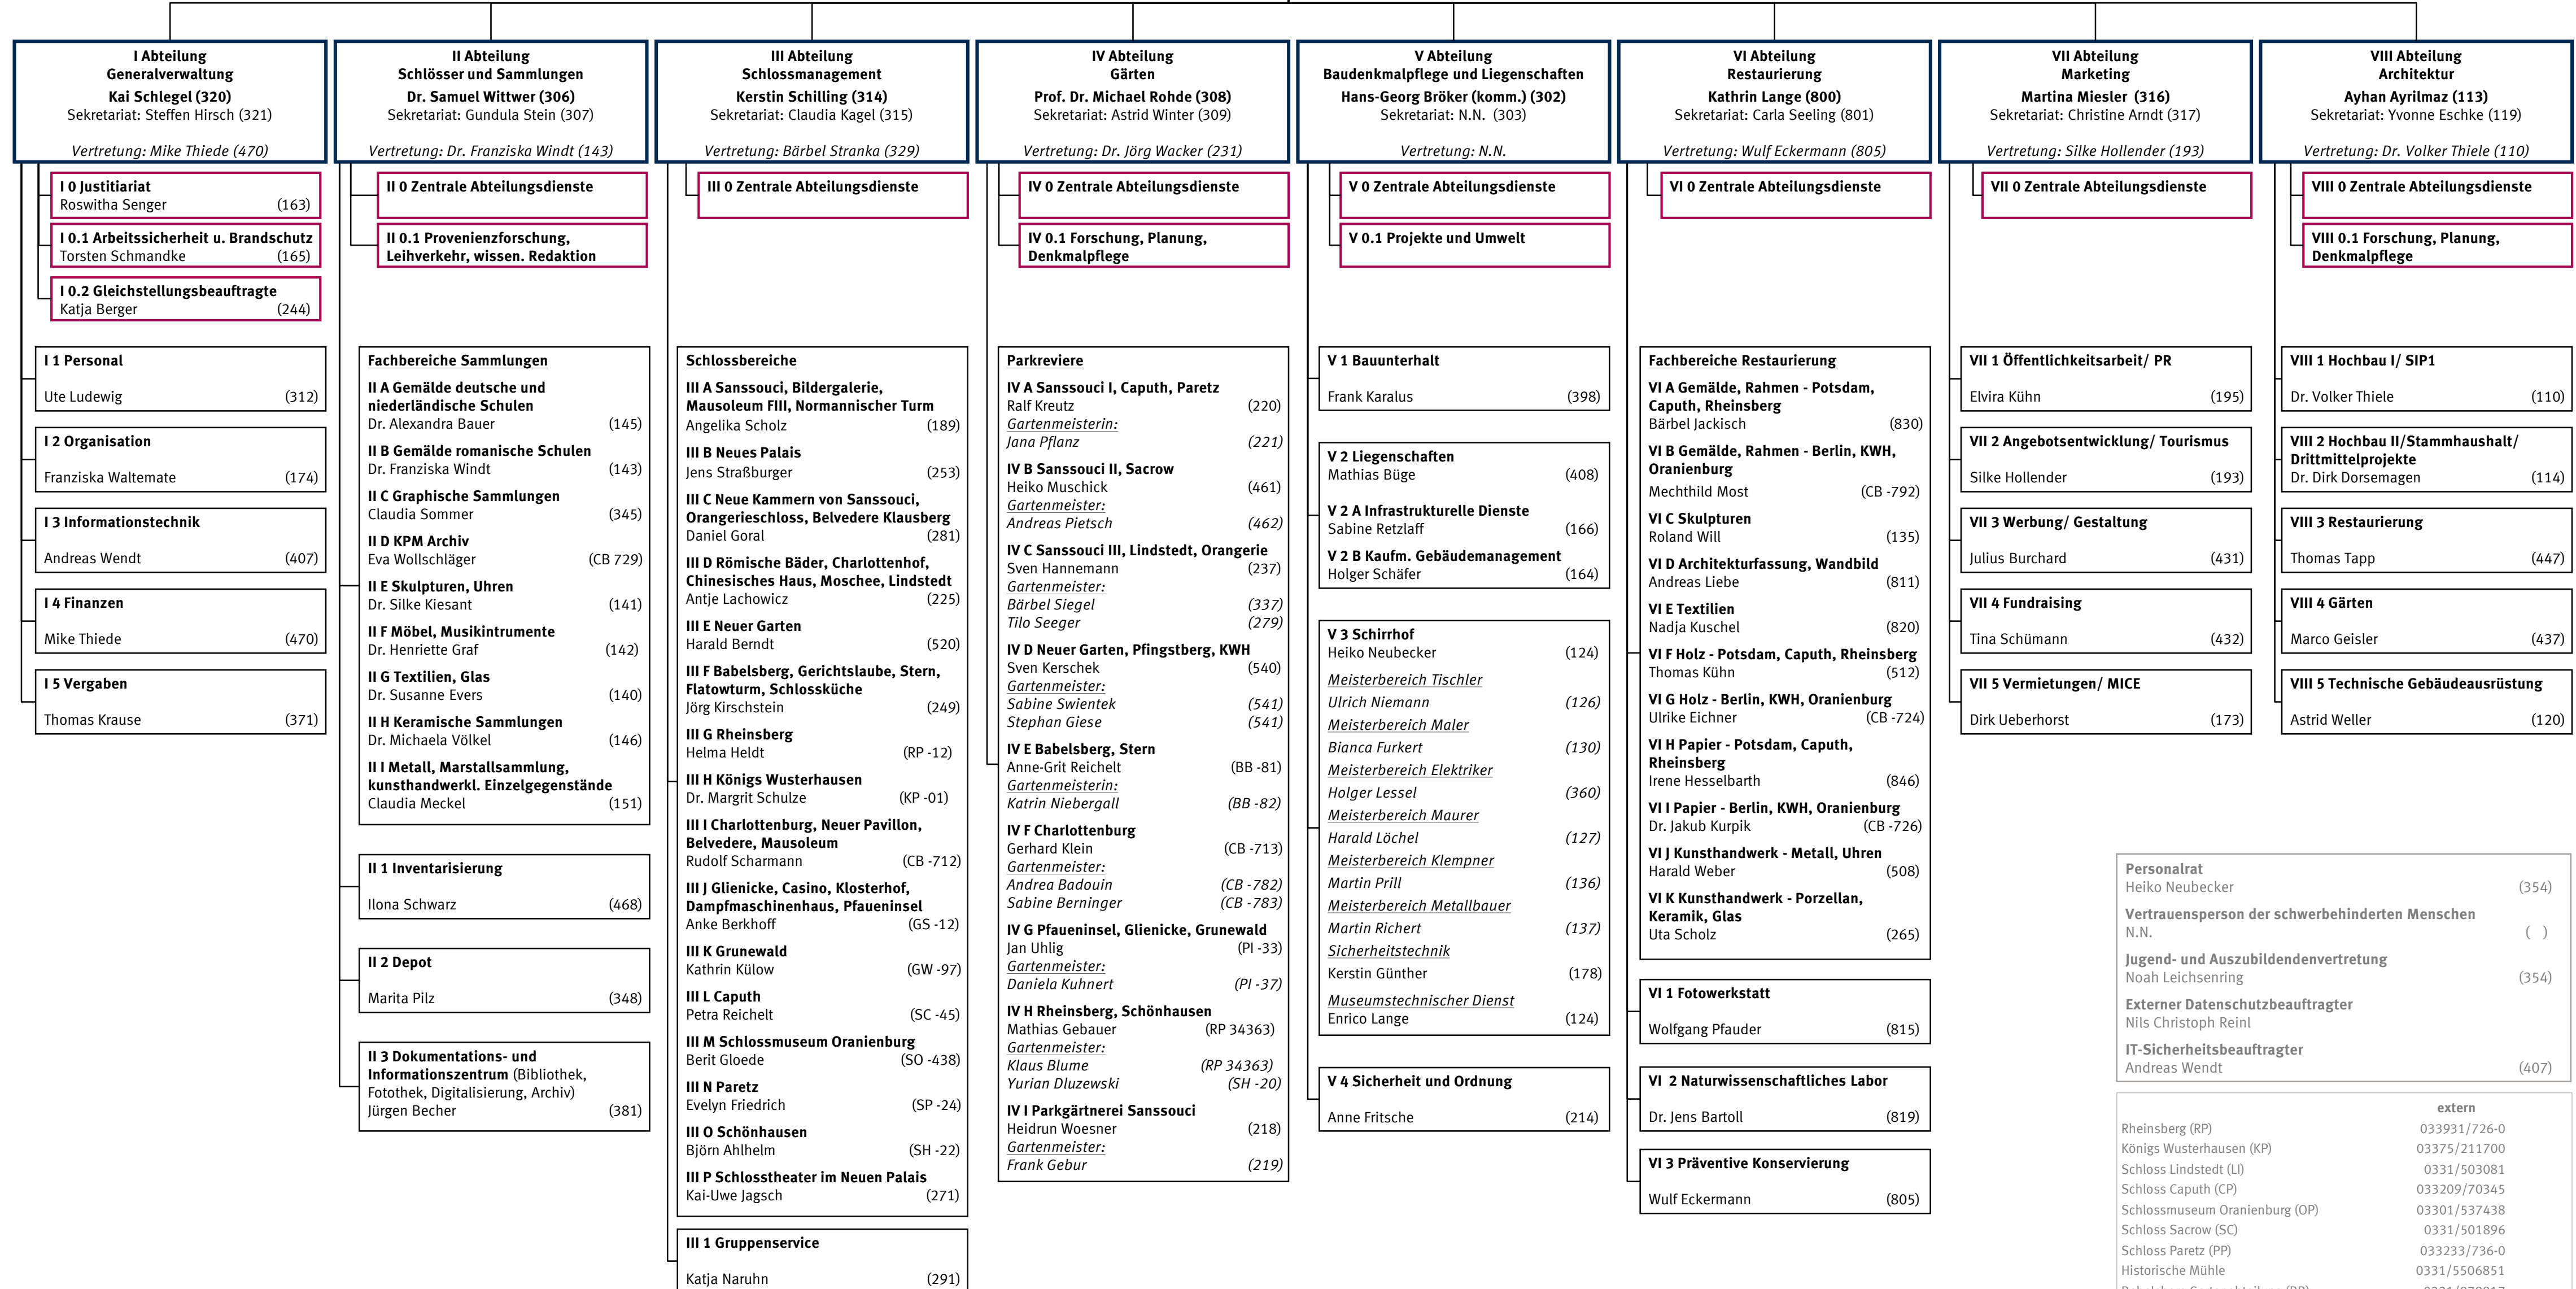 I Abteilung
Generalverwaltung
Kai Schlegel (320)
Sekretariat: Steffen Hirsch (321)
Vertretung: Mike Thiede (470)
I 0 Justitiariat
Roswitha Senger (163)
I 0.1 Arbeitssicherheit u. Brandschutz
Torsten Schmandke (165)
I 0.2 Gleichstellungsbeauftragte
Katja Berger (244)
I 1 Personal
Ute Ludewig (312)
I 2 Organisation
Franziska Waltemate (174)
I 3 Informationstechnik
Andreas Wendt (407)
I 4 Finanzen
Mike Thiede (470)
I 5 Vergaben
Thomas Krause (371)
II Abteilung
Schlösser und Sammlungen
Dr. Samuel Wittwer (306)
Sekretariat: Gundula Stein (307)
Vertretung: Dr. Franziska Windt (143)
II 0 Zentrale Abteilungsdienste
II 0.1 Provenienzforschung,
Leihverkehr, wissen. Redaktion
Fachbereiche Sammlungen
II A Gemälde deutsche und
niederländische Schulen
Dr. Alexandra Bauer (145)
II B Gemälde romanische Schulen
Dr. Franziska Windt (143)
II C Graphische Sammlungen
Claudia Sommer (345)
II D KPM Archiv
Eva Wollschläger (CB 729)
II E Skulpturen, Uhren
Dr. Silke Kiesant (141)
II F Möbel, Musikintrumente
Dr. Henriette Graf (142)
II G Textilien, Glas
Dr. Susanne Evers (140)
II H Keramische Sammlungen
Dr. Michaela Völkel (146)
II I Metall, Marstallsammlung,
kunsthandwerkl. Einzelgegenstände
Claudia Meckel (151)
II 1 Inventarisierung
Ilona Schwarz (468)
II 2 Depot
Marita Pilz (348)
II 3 Dokumentations- und
Informationszentrum (Bibliothek,
Fotothek, Digitalisierung, Archiv)
Jürgen Becher (381)
III Abteilung
Schlossmanagement
Kerstin Schilling (314)
Sekretariat: Claudia Kagel (315)
Vertretung: Bärbel Stranka (329)
III 0 Zentrale Abteilungsdienste
Schlossbereiche
III A Sanssouci, Bildergalerie,
Mausoleum FIII, Normannischer Turm
Angelika Scholz (189)
III B Neues Palais
Jens Straßburger (253)
III C Neue Kammern von Sanssouci,
Orangerieschloss, Belvedere Klausberg
Daniel Goral (281)
III D Römische Bäder, Charlottenhof,
Chinesisches Haus, Moschee, Lindstedt
Antje Lachowicz (225)
III E Neuer Garten
Harald Berndt (520)
III F Babelsberg, Gerichtslaube, Stern,
Flatowturm, Schlossküche
Jörg Kirschstein (249)
III G Rheinsberg
Helma Heldt (RP -12)
III H Königs Wusterhausen
Dr. Margrit Schulze (KP -01)
III I Charlottenburg, Neuer Pavillon,
Belvedere, Mausoleum
Rudolf Scharmann (CB -712)
III J Glienicke, Casino, Klosterhof,
Dampfmaschinenhaus, Pfaueninsel
Anke Berkhoff (GS -12)
III K Grunewald
Kathrin Külow (GW -97)
III L Caputh
Petra Reichelt (SC -45)
III M Schlossmuseum Oranienburg
Berit Gloede (SO -438)
III N Paretz
Evelyn Friedrich (SP -24)
III O Schönhausen
Björn Ahlhelm (SH -22)
III P Schlosstheater im Neuen Palais
Kai-Uwe Jagsch (271)
III 1 Gruppenservice
Katja Naruhn (291)
IV Abteilung
Gärten
Prof. Dr. Michael Rohde (308)
Sekretariat: Astrid Winter (309)
Vertretung: Dr. Jörg Wacker (231)
IV 0 Zentrale Abteilungsdienste
IV 0.1 Forschung, Planung,
Denkmalpflege
Parkreviere
IV A Sanssouci I, Caputh, Paretz
Ralf Kreutz (220)
Gartenmeisterin:
Jana Pflanz (221)
IV B Sanssouci II, Sacrow
Heiko Muschick (461)
Gartenmeister:
Andreas Pietsch (462)
IV C Sanssouci III, Lindstedt, Orangerie
Sven Hannemann (237)
Gartenmeister:
Bärbel Siegel (337)
Tilo Seeger (279)
IV D Neuer Garten, Pfingstberg, KWH
Sven Kerschek (540)
Gartenmeister:
Sabine Swientek (541)
Stephan Giese (541)
IV E Babelsberg, Stern
Anne-Grit Reichelt (BB -81)
Gartenmeisterin:
Katrin Niebergall (BB -82)
IV F Charlottenburg
Gerhard Klein (CB -713)
Gartenmeister:
Andrea Badouin (CB -782)
Sabine Berninger (CB -783)
IV G Pfaueninsel, Glienicke, Grunewald
Jan Uhlig (PI -33)
Gartenmeister:
Daniela Kuhnert (PI -37)
IV H Rheinsberg, Schönhausen
Mathias Gebauer (RP 34363)
Gartenmeister:
Klaus Blume (RP 34363)
Yurian Dluzewski (SH -20)
IV I Parkgärtnerei Sanssouci
Heidrun Woesner (218)
Gartenmeister:
Frank Gebur (219)
V Abteilung
Baudenkmalpflege und Liegenschaften
Hans-Georg Bröker (komm.) (302)
Sekretariat: N.N. (303)
Vertretung: N.N.
V 0 Zentrale Abteilungsdienste
V 0.1 Projekte und Umwelt
V 1 Bauunterhalt
Frank Karalus (398)
V 2 Liegenschaften
Mathias Büge (408)
V 2 A Infrastrukturelle Dienste
Sabine Retzlaff (166)
V 2 B Kaufm. Gebäudemanagement
Holger Schäfer (164)
V 3 Schirrhof
Heiko Neubecker (124)
Meisterbereich Tischler
Ulrich Niemann (126)
Meisterbereich Maler
Bianca Furkert (130)
Meisterbereich Elektriker
Holger Lessel (360)
Meisterbereich Maurer
Harald Löchel (127)
Meisterbereich Klempner
Martin Prill (136)
Meisterbereich Metallbauer
Martin Richert (137)
Sicherheitstechnik
Kerstin Günther (178)
Museumstechnischer Dienst
Enrico Lange (124)
V 4 Sicherheit und Ordnung
Anne Fritsche (214)
VI Abteilung
Restaurierung
Kathrin Lange (800)
Sekretariat: Carla Seeling (801)
Vertretung: Wulf Eckermann (805)
VI 0 Zentrale Abteilungsdienste
Fachbereiche Restaurierung
VI A Gemälde, Rahmen - Potsdam,
Caputh, Rheinsberg
Bärbel Jackisch (830)
VI B Gemälde, Rahmen - Berlin, KWH,
Oranienburg
Mechthild Most (CB -792)
VI C Skulpturen
Roland Will (135)
VI D Architekturfassung, Wandbild
Andreas Liebe (811)
VI E Textilien
Nadja Kuschel (820)
VI F Holz - Potsdam, Caputh, Rheinsberg
Thomas Kühn (512)
VI G Holz - Berlin, KWH, Oranienburg
Ulrike Eichner (CB -724)
VI H Papier - Potsdam, Caputh,
Rheinsberg
Irene Hesselbarth (846)
VI I Papier - Berlin, KWH, Oranienburg
Dr. Jakub Kurpik (CB -726)
VI J Kunsthandwerk - Metall, Uhren
Harald Weber (508)
VI K Kunsthandwerk - Porzellan,
Keramik, Glas
Uta Scholz (265)
VI 1 Fotowerkstatt
Wolfgang Pfauder (815)
VI 2 Naturwissenschaftliches Labor
Dr. Jens Bartoll (819)
VI 3 Präventive Konservierung
Wulf Eckermann (805)
VII Abteilung
Marketing
Martina Miesler (316)
Sekretariat: Christine Arndt (317)
Vertretung: Silke Hollender (193)
VII 0 Zentrale Abteilungsdienste
VII 1 Öffentlichkeitsarbeit/ PR
Elvira Kühn (195)
VII 2 Angebotsentwicklung/ Tourismus
Silke Hollender (193)
VII 3 Werbung/ Gestaltung
Julius Burchard (431)
VII 4 Fundraising
Tina Schümann (432)
VII 5 Vermietungen/ MICE
Dirk Ueberhorst (173)
VIII Abteilung
Architektur
Ayhan Ayrilmaz (113)
Sekretariat: Yvonne Eschke (119)
Vertretung: Dr. Volker Thiele (110)
VIII 0 Zentrale Abteilungsdienste
VIII 0.1 Forschung, Planung,
Denkmalpflege
VIII 1 Hochbau I/ SIP1
Dr. Volker Thiele (110)
VIII 2 Hochbau II/Stammhaushalt/
Drittmittelprojekte
Dr. Dirk Dorsemagen (114)
VIII 3 Restaurierung
Thomas Tapp (447)
VIII 4 Gärten
Marco Geisler (437)
VIII 5 Technische Gebäudeausrüstung
Astrid Weller (120)
Personalrat
Heiko Neubecker (354)
Vertrauensperson der schwerbehinderten Menschen
N.N. ( )
Jugend- und Auszubildendenvertretung
Noah Leichsenring (354)
Externer Datenschutzbeauftragter
Nils Christoph Reinl
IT-Sicherheitsbeauftragter
Andreas Wendt (407)
extern
Rheinsberg (RP) 033931/726-0
Königs Wusterhausen (KP) 03375/211700
Schloss Lindstedt (LI) 0331/503081
Schloss Caputh (CP) 033209/70345
Schlossmuseum Oranienburg (OP) 03301/537438
Schloss Sacrow (SC) 0331/501896
Schloss Paretz (PP) 033233/736-0
Historische Mühle 0331/5506851